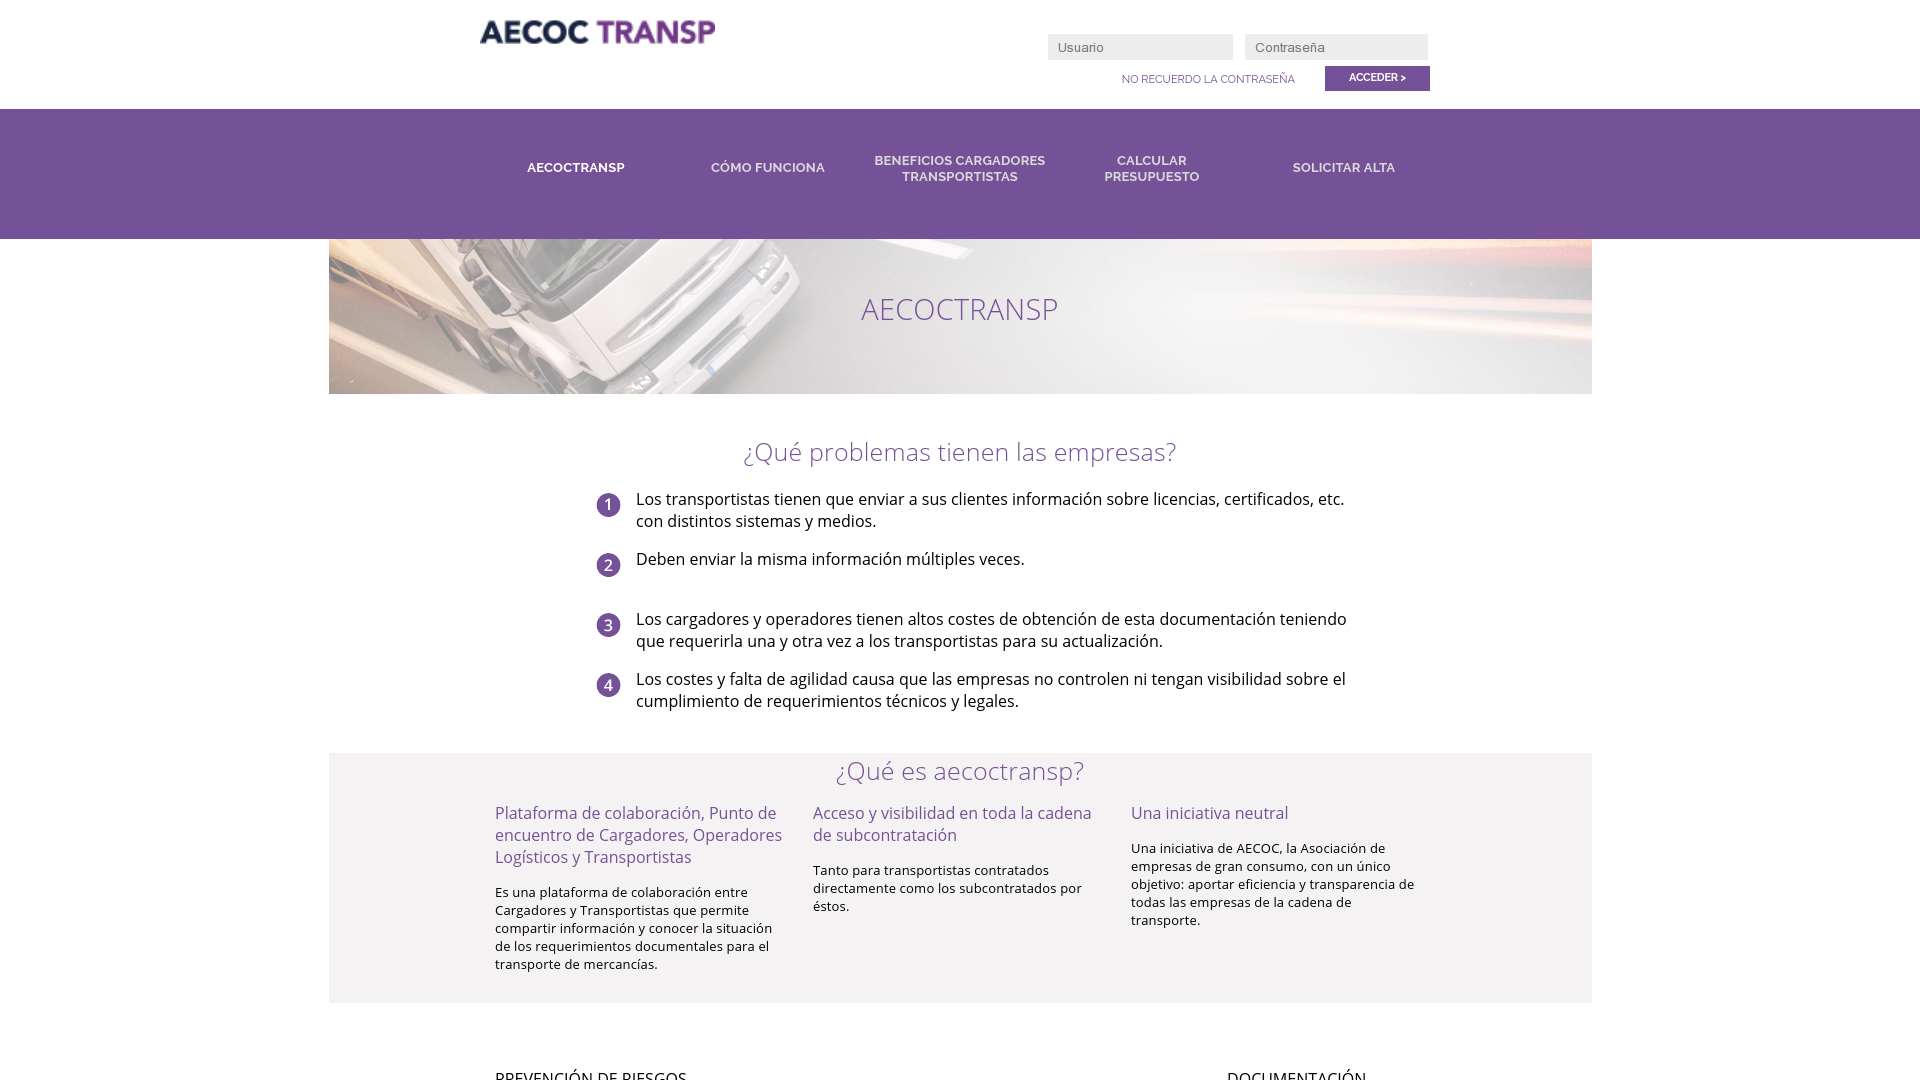 AECOC TRANSP
Usuario
Contraseña
NO RECUERDO LA CONTRASEÑA
ACCEDER >
AECOCTRANSP
CÓMO FUNCIONA
BENEFICIOS CARGADORES
TRANSPORTISTAS
CALCULAR
PRESUPUESTO
SOLICITAR ALTA
AECOCTRANSP
¿Qué problemas tienen las empresas?
1 Los transportistas tienen que enviar a sus clientes información sobre licencias, certificados, etc.
con distintos sistemas y medios.
2 Deben enviar la misma información múltiples veces.
3 Los cargadores y operadores tienen altos costes de obtención de esta documentación teniendo
que requerirla una y otra vez a los transportistas para su actualización.
4 Los costes y falta de agilidad causa que las empresas no controlen ni tengan visibilidad sobre el
cumplimiento de requerimientos técnicos y legales.
¿Qué es aecoctransp?
Plataforma de colaboración, Punto de
encuentro de Cargadores, Operadores
Logísticos y Transportistas
Es una plataforma de colaboración entre
Cargadores y Transportistas que permite
compartir información y conocer la situación
de los requerimientos documentales para el
transporte de mercancías.
Acceso y visibilidad en toda la cadena
de subcontratación
Tanto para transportistas contratados
directamente como los subcontratados por
éstos.
Una iniciativa neutral
Una iniciativa de AECOC, la Asociación de
empresas de gran consumo, con un único
objetivo: aportar eficiencia y transparencia de
todas las empresas de la cadena de
transporte.
PREVENCIÓN DE RIESGOS
DOCUMENTACIÓN